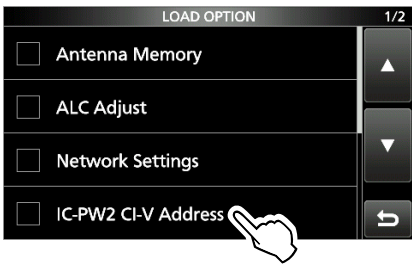 LOAD OPTION 1/2
Antenna Memory
ALC Adjust
Network Settings
IC-PW2 CI-V Address